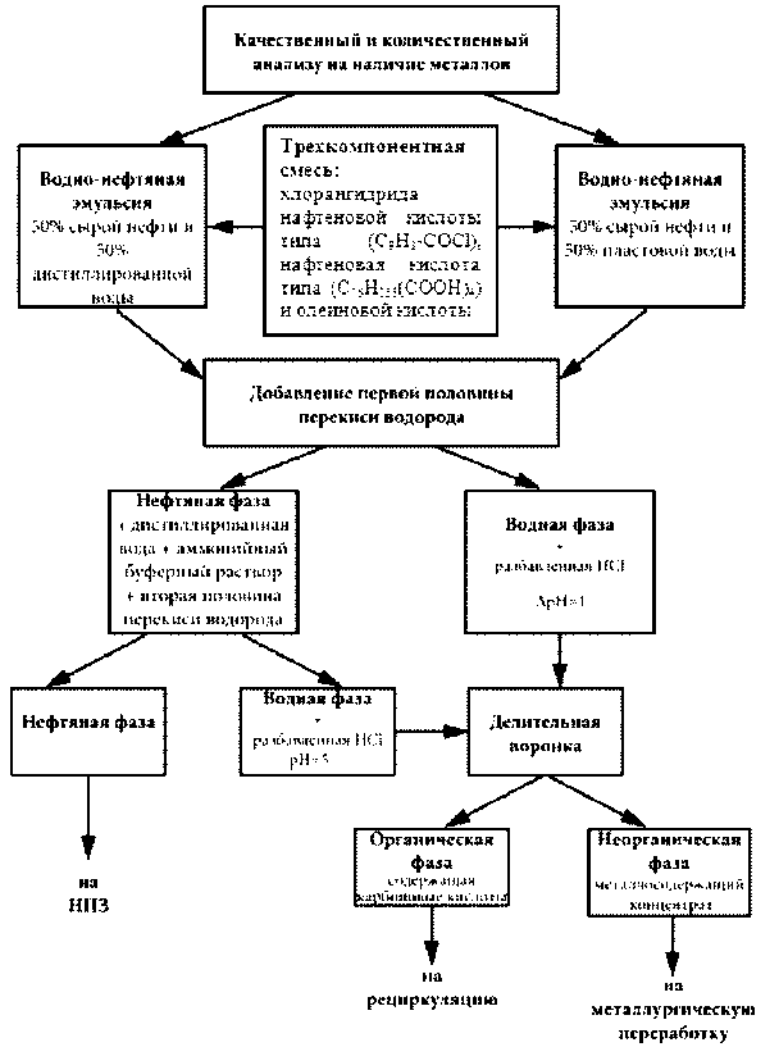 Качественный и количественный
анализу на наличие металлов
Водно-нефтяная
эмульсия
50% сырой нефти и
50%
дистиллированной
воды
Трехкомпонентная
смесь:
хлорангидрида
нафтеновой кислоты
типа
нафтеновая кислота
типа
и олеиновой кислоты
Водно-нефтяная
эмульсия
50% сырой нефти и
50% пластовой воды
Добавление первой половины
перекиси водорода
Нефтяная фаза
+ дистиллированная
вода + аммонийный
буферный раствор
+ вторая половина
перекиси водорода
Водная фаза
+
разбавленная HCl
ΔpH=1
Нефтяная фаза
Водная фаза
+
разбавленная HCl
pH=5
Делительная
воронка
Органическая
фаза
содержащая
карбоновые кислоты
Неорганическая
фаза
металлосодержащий
концентрат
на
НПЗ
на
рециркуляцию
на
металлургическую
переработку